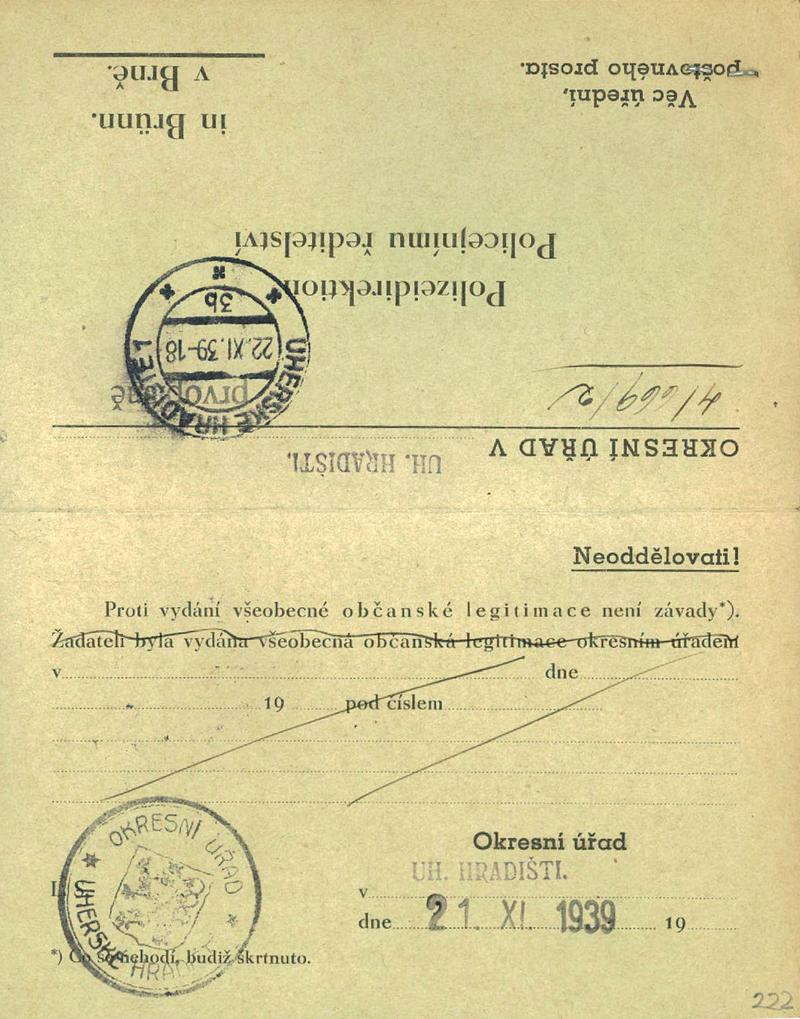 OKRESNÍ ÚŘAD V UH. HRADIŠTI.
UHERSKÉ HRADIŠTĚ 1
22.XI.39-18
3b
Polizeidirektion
Policejnímu ředitelství
Věc úřední,
poštovného prosta.
in Brünn.
v Brně.
Neoddělovati!
Proti vydání všeobecné občanské legitimace není závady*).
Žadateli byla vydána všeobecná občanská legitimace okresním úřadem
v dne
19 pod číslem
Okresní úřad
v UH. HRADIŠTI.
dne 21. XI. 1939 19
OKRESNÍ ÚŘAD
UHERSKÉ HRADIŠTĚ
*) Co se nehodí, budiž škrtnuto.
222